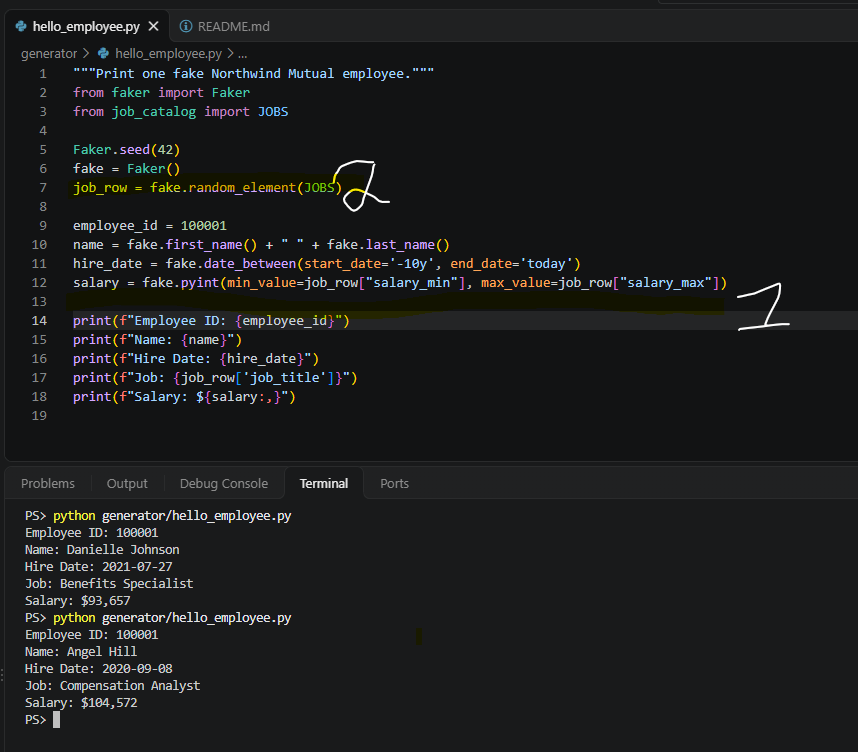 hello_employee.py
README.md
generator > hello_employee.py > ...
1 """Print one fake Northwind Mutual employee."""
2 from faker import Faker
3 from job_catalog import JOBS
4
5 Faker.seed(42)
6 fake = Faker()
7 job_row = fake.random_element(JOBS) 2
8
9 employee_id = 100001
10 name = fake.first_name() + " " + fake.last_name()
11 hire_date = fake.date_between(start_date='-10y', end_date='today')
12 salary = fake.pyint(min_value=job_row["salary_min"], max_value=job_row["salary_max"])
13
1
14 print(f"Employee ID: {employee_id}")
15 print(f"Name: {name}")
16 print(f"Hire Date: {hire_date}")
17 print(f"Job: {job_row['job_title']}")
18 print(f"Salary: ${salary:,}")
19
Problems Output Debug Console Terminal Ports
PS> python generator/hello_employee.py
Employee ID: 100001
Name: Danielle Johnson
Hire Date: 2021-07-27
Job: Benefits Specialist
Salary: $93,657
PS> python generator/hello_employee.py
Employee ID: 100001
Name: Angel Hill
Hire Date: 2020-09-08
Job: Compensation Analyst
Salary: $104,572
PS>